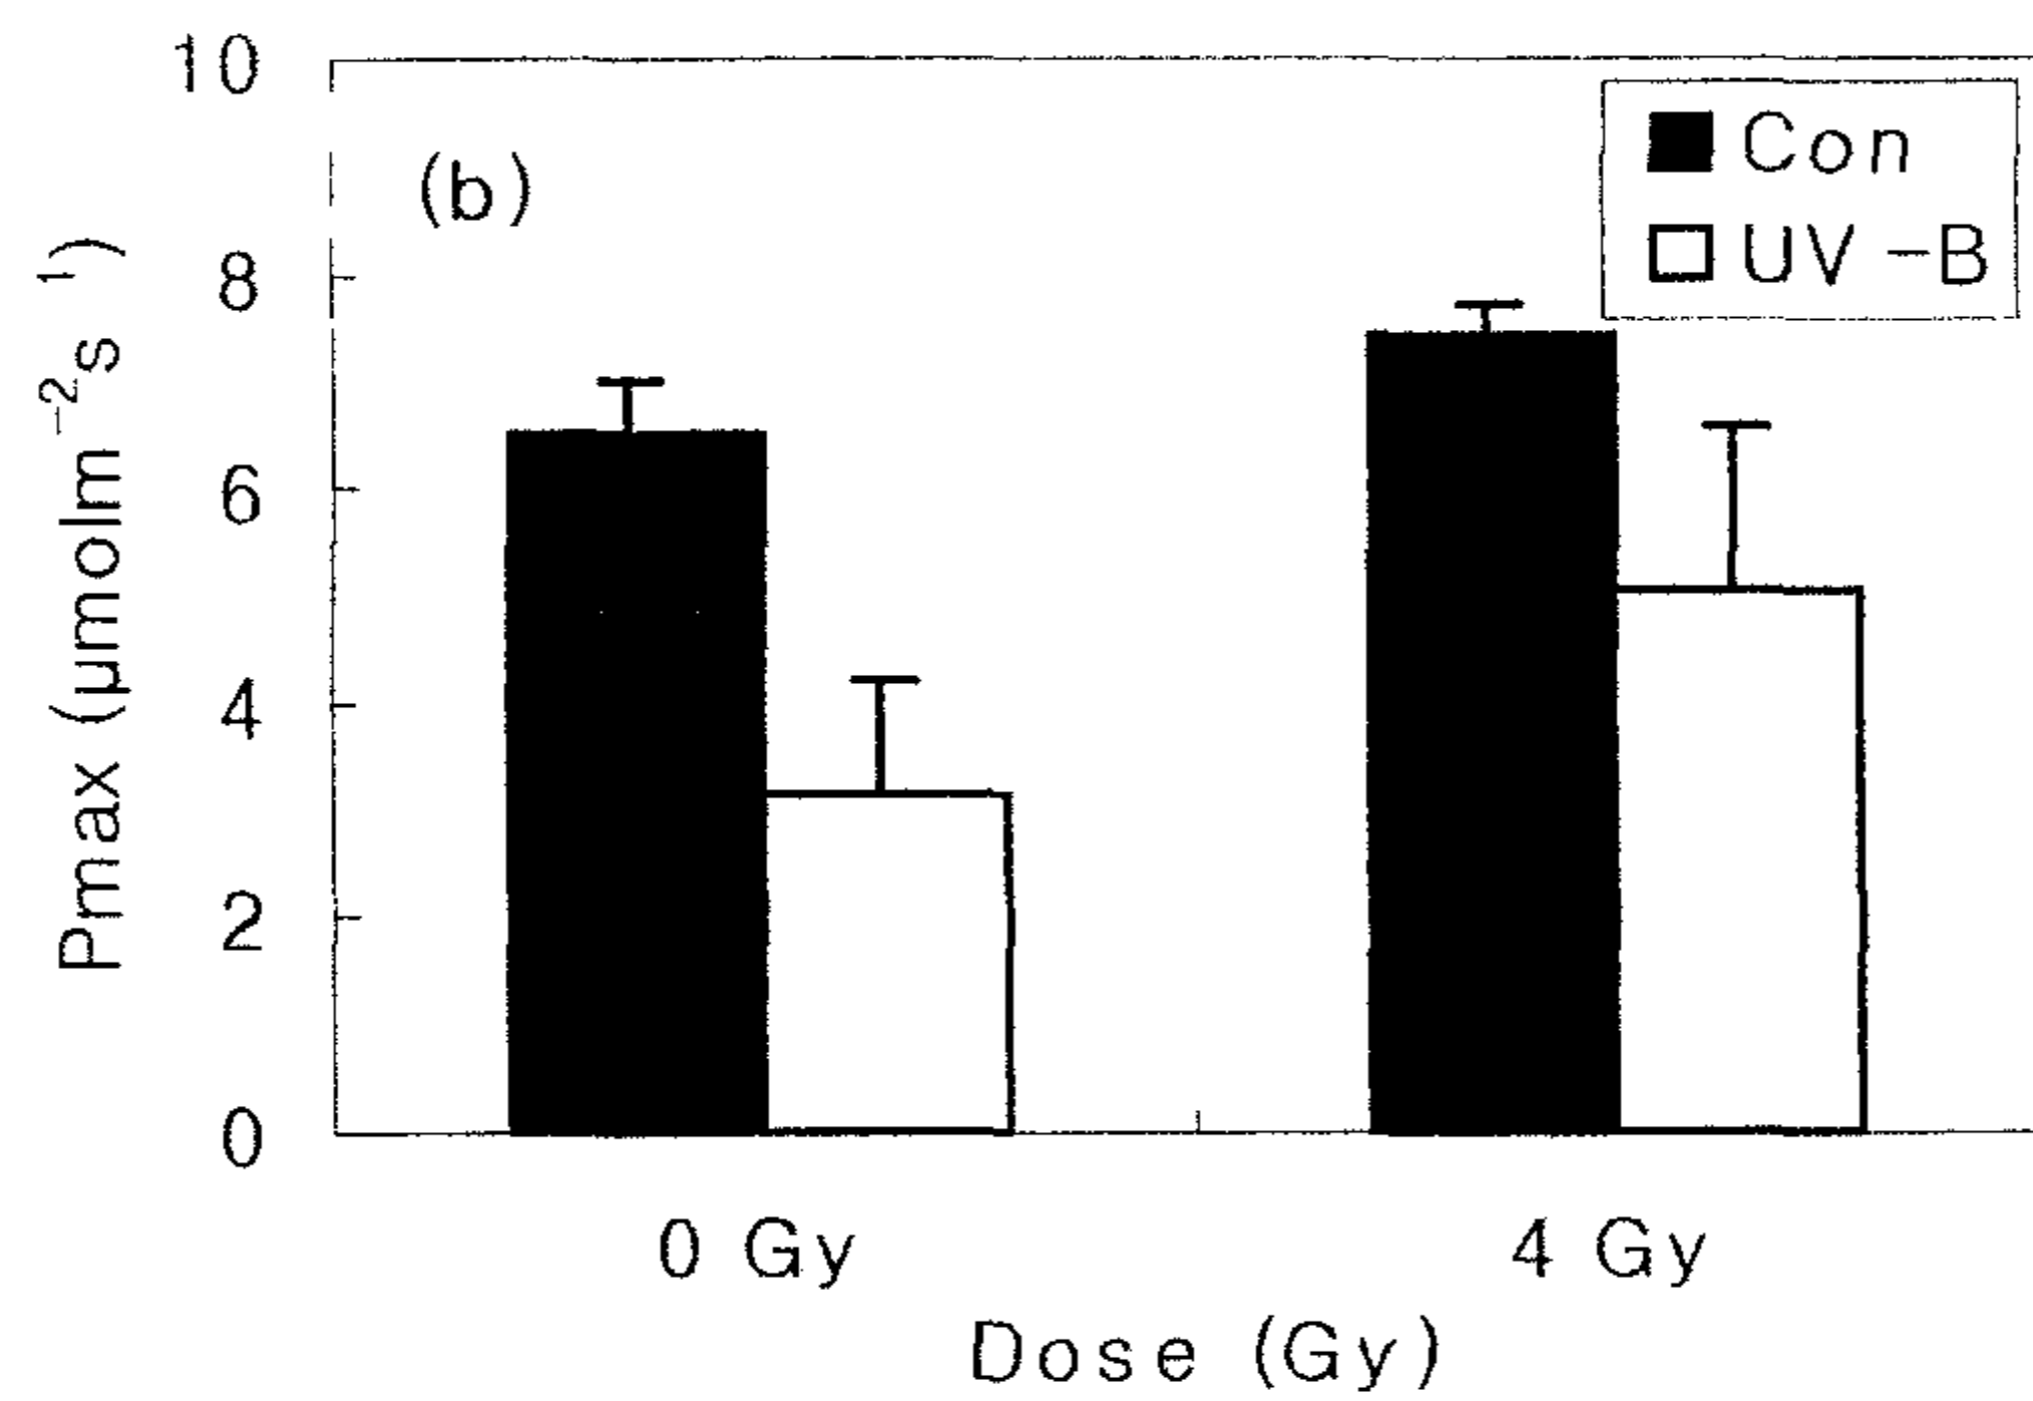 10
8
6
4
2
0
Pmax (μmolm⁻²s ¹)
(b)
Con
UV-B
0 Gy
4 Gy
Dose (Gy)